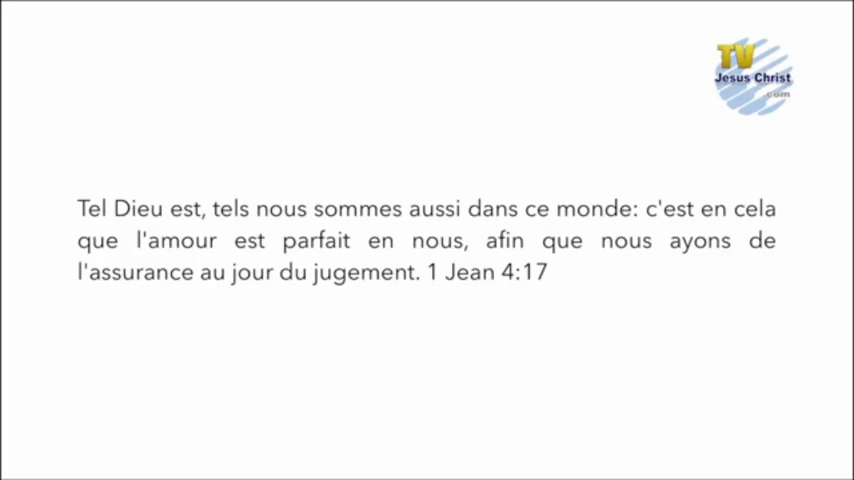 TV
Jesus Christ
.com
Tel Dieu est, tels nous sommes aussi dans ce monde: c'est en cela
que l'amour est parfait en nous, afin que nous ayons de
l'assurance au jour du jugement. 1 Jean 4:17